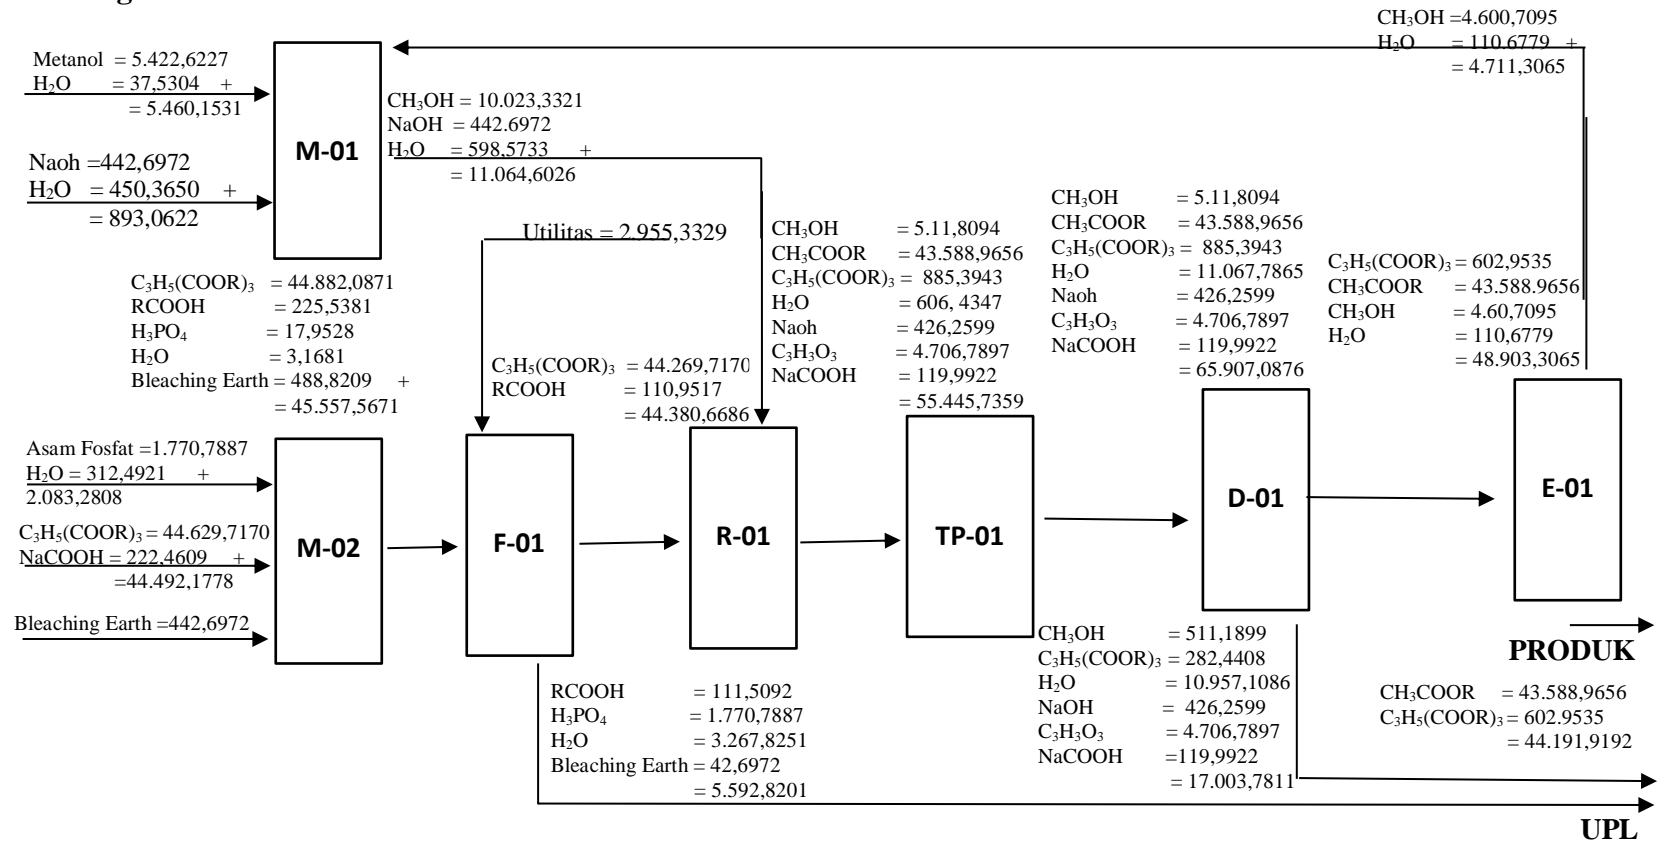 CH₃OH =4.600,7095
H₂O = 110.6779 +
= 4.711,3065
Metanol = 5.422,6227
H₂O = 37,5304 +
= 5.460,1531
M-01
CH₃OH = 10.023,3321
NaOH = 442.6972
H₂O = 598,5733 +
= 11.064,6026
Naoh =442,6972
H₂O = 450,3650 +
= 893,0622
Utilitas = 2.955,3329
C₃H₅(COOR)₃ = 44.882,0871
RCOOH = 225,5381
H₃PO₄ = 17,9528
H₂O = 3,1681
Bleaching Earth = 488,8209 +
= 45.557,5671
C₃H₅(COOR)₃ = 44.269,7170
RCOOH = 110,9517
= 44.380,6686
CH₃OH = 5.11,8094
CH₃COOR = 43.588,9656
C₃H₅(COOR)₃ = 885,3943
H₂O = 606, 4347
Naoh = 426,2599
C₃H₃O₃ = 4.706,7897
NaCOOH = 119,9922
= 55.445,7359
CH₃OH = 5.11,8094
CH₃COOR = 43.588,9656
C₃H₅(COOR)₃ = 885,3943
H₂O = 11.067,7865
Naoh = 426,2599
C₃H₃O₃ = 4.706,7897
NaCOOH = 119,9922
= 65.907,0876
C₃H₅(COOR)₃ = 602,9535
CH₃COOR = 43.588.9656
CH₃OH = 4.60,7095
H₂O = 110,6779
= 48.903,3065
Asam Fosfat =1.770,7887
H₂O = 312,4921 +
2.083,2808
C₃H₅(COOR)₃ = 44.629,7170
NaCOOH = 222,4609 +
=44.492,1778
Bleaching Earth =442,6972
M-02
F-01
R-01
TP-01
D-01
E-01
RCOOH = 111,5092
H₃PO₄ = 1.770,7887
H₂O = 3.267,8251
Bleaching Earth = 42,6972
= 5.592,8201
CH₃OH = 511,1899
C₃H₅(COOR)₃ = 282,4408
H₂O = 10.957,1086
NaOH = 426,2599
C₃H₃O₃ = 4.706,7897
NaCOOH =119,9922
= 17.003,7811
PRODUK
CH₃COOR = 43.588,9656
C₃H₅(COOR)₃ = 602.9535
= 44.191,9192
UPL